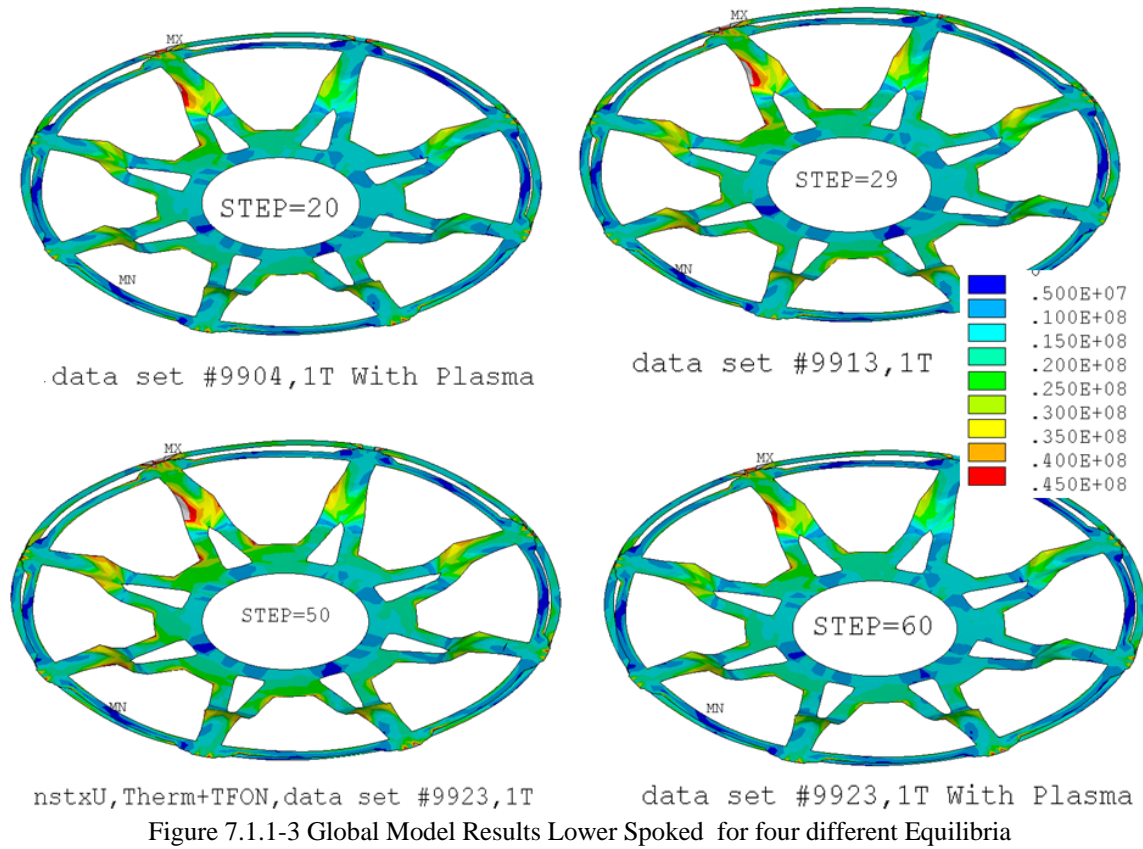 MX
STEP=20
MN
.data set #9904,1T With Plasma
MX
STEP=29
MN
data set #9913,1T
0
.500E+07
.100E+08
.150E+08
.200E+08
.250E+08
.300E+08
.350E+08
.400E+08
.450E+08
MX
STEP=50
MN
nstxU,Therm+TFON,data set #9923,1T
MX
STEP=60
MN
data set #9923,1T With Plasma
Figure 7.1.1-3 Global Model Results Lower Spoked for four different Equilibria